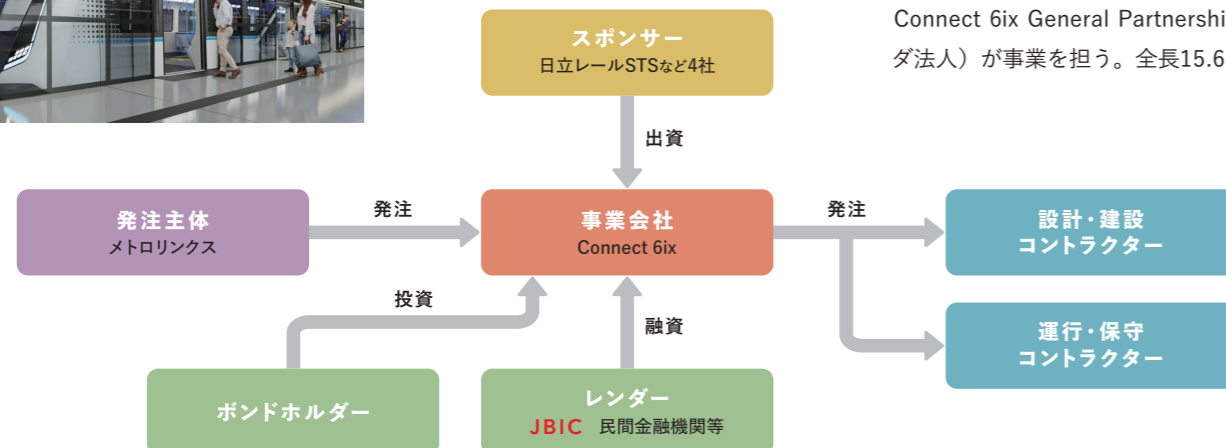 Connect 6ix General Partnershi
ダ法人）が事業を担う。全長15.6
スポンサー
日立レールSTSなど4社
出資
発注主体
メトロリンクス
発注
事業会社
Connect 6ix
発注
設計・建設
コントラクター
投資
融資
運行・保守
コントラクター
ボンドホルダー
レンダー
JBIC 民間金融機関等